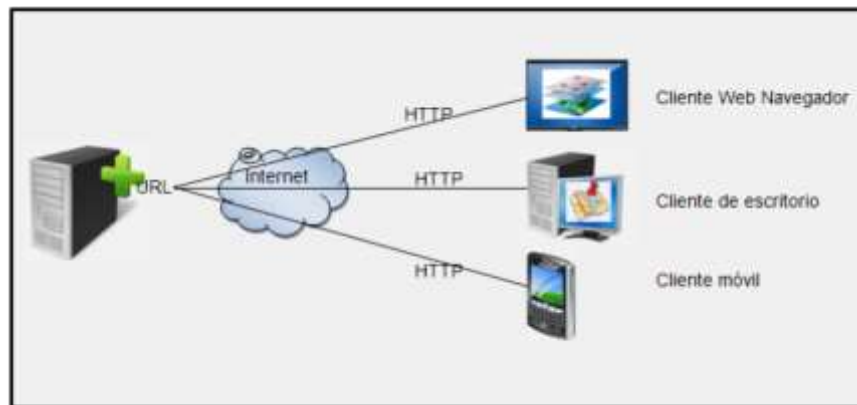 HTTP
Cliente Web Navegador
URL
Internet
HTTP
Cliente de escritorio
HTTP
Cliente móvil